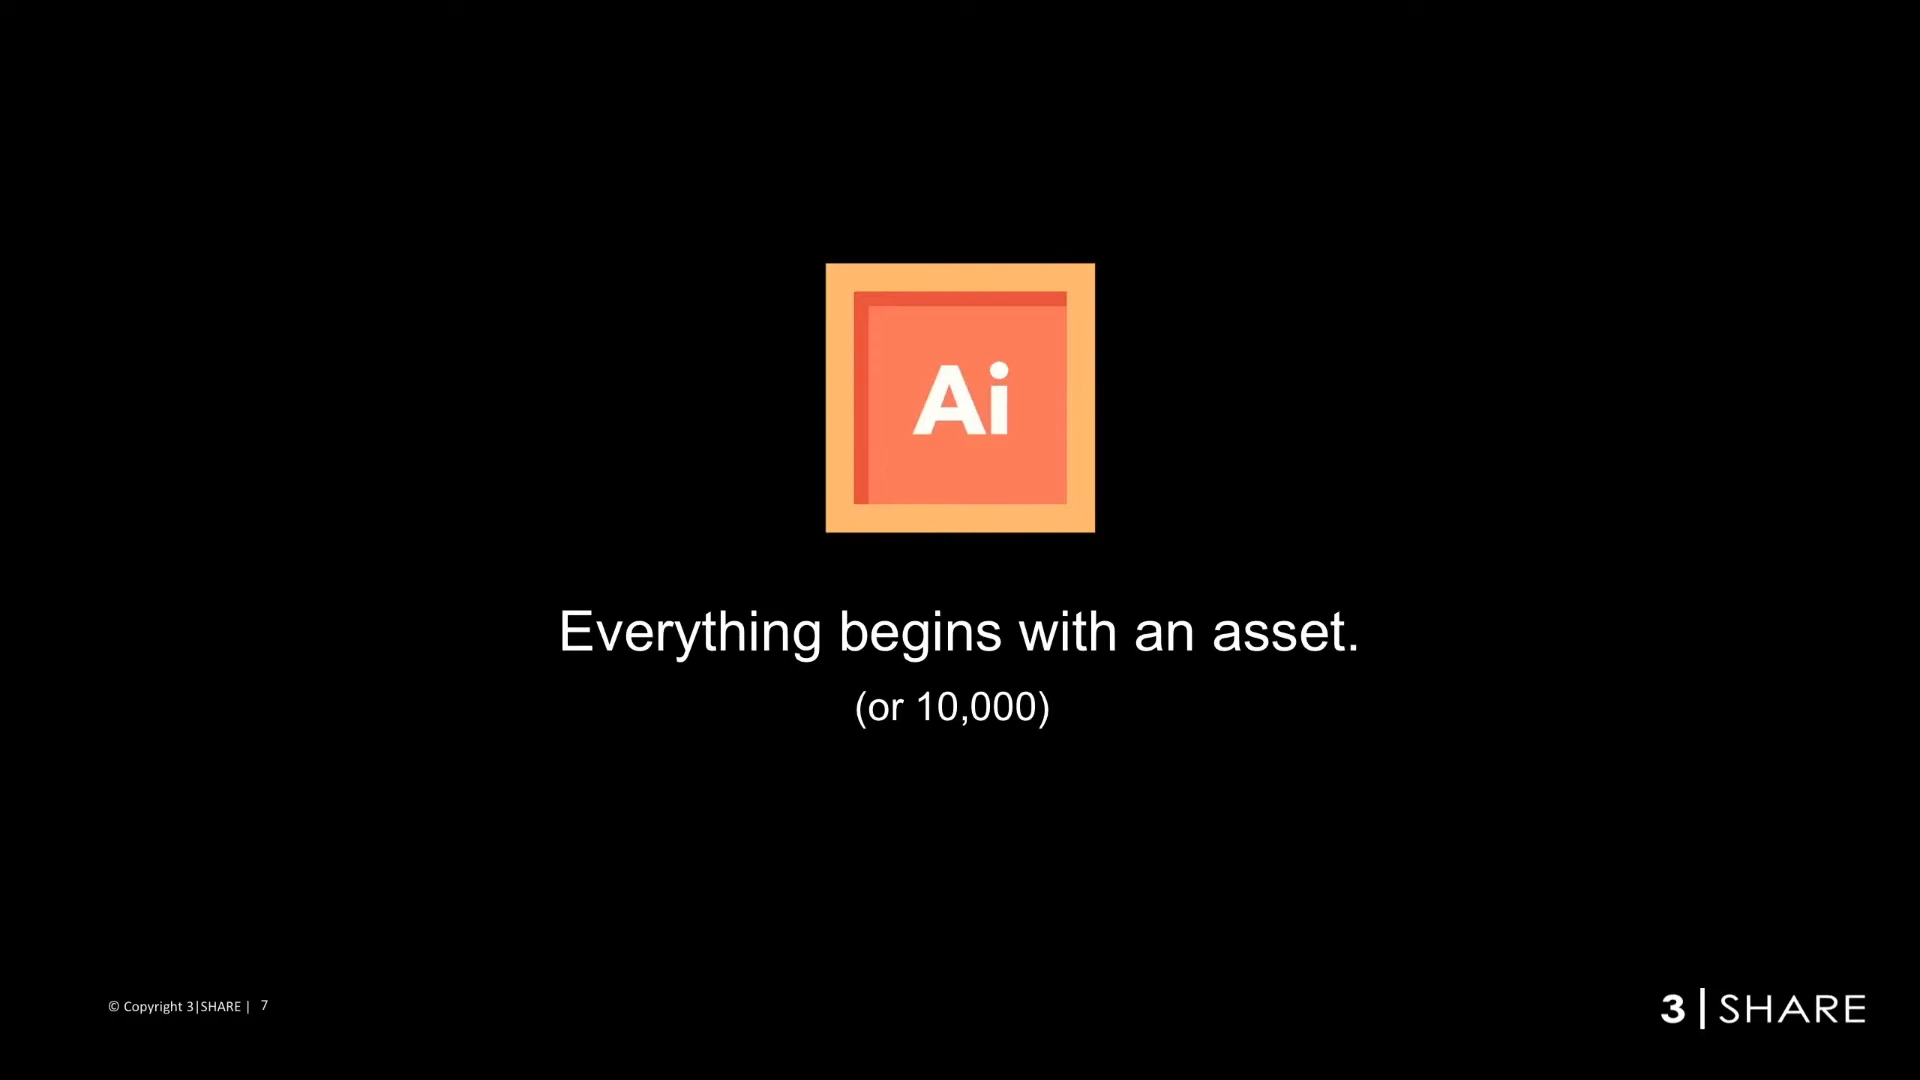 Ai
Everything begins with an asset.
(or 10,000)
© Copyright 3|SHARE | 7
3|SHARE